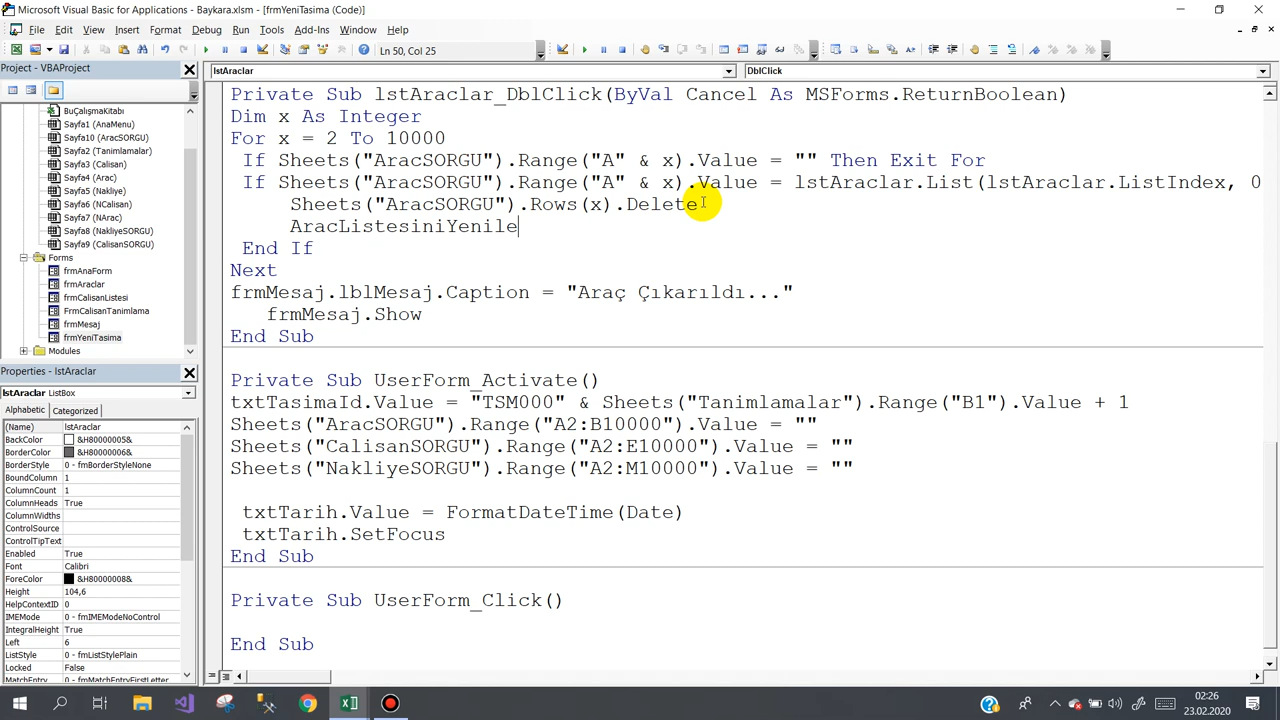 Microsoft Visual Basic for Applications - Baykara.xlsm - [frmYeniTasima (Code)]
File Edit View Insert Format Debug Run Tools Add-Ins Window Help
Ln 50, Col 25
Project - VBAProject
BuÇalışmaKitabı
Sayfa1 (AnaMenu)
Sayfa10 (AracSORGU)
Sayfa2 (Tanimlamalar)
Sayfa3 (Calisan)
Sayfa4 (Arac)
Sayfa5 (Nakliye)
Sayfa6 (NCalisan)
Sayfa7 (NArac)
Sayfa8 (NakliyeSORGU)
Sayfa9 (CalisanSORGU)
Forms
frmAnaForm
frmAraclar
frmCalisanListesi
FrmCalisanTanimlama
frmMesaj
frmYeniTasima
Modules
Properties - lstAraclar
lstAraclar ListBox
Alphabetic Categorized
(Name) lstAraclar
BackColor &H80000005&
BorderColor &H80000006&
BorderStyle 0 - fmBorderStyleNone
BoundColumn 1
ColumnCount 1
ColumnHeads True
ColumnWidths
ControlSource
ControlTipText
Enabled True
Font Calibri
ForeColor &H80000008&
Height 104,6
HelpContextID 0
IMEMode 0 - fmIMEModeNoControl
IntegralHeight True
Left 6
ListStyle 0 - fmListStylePlain
Locked False
MatchEntry 0 - fmMatchEntryFirstLetter
lstAraclar DblClick
Private Sub lstAraclar_DblClick(ByVal Cancel As MSForms.ReturnBoolean)
Dim x As Integer
For x = 2 To 10000
If Sheets("AracSORGU").Range("A" & x).Value = "" Then Exit For
If Sheets("AracSORGU").Range("A" & x).Value = lstAraclar.List(lstAraclar.ListIndex, 0
Sheets("AracSORGU").Rows(x).Delete
AracListesiniYenile
End If
Next
frmMesaj.lblMesaj.Caption = "Araç Çıkarıldı..."
frmMesaj.Show
End Sub
Private Sub UserForm_Activate()
txtTasimaId.Value = "TSM000" & Sheets("Tanimlamalar").Range("B1").Value + 1
Sheets("AracSORGU").Range("A2:B10000").Value = ""
Sheets("CalisanSORGU").Range("A2:E10000").Value = ""
Sheets("NakliyeSORGU").Range("A2:M10000").Value = ""
txtTarih.Value = FormatDateTime(Date)
txtTarih.SetFocus
End Sub
Private Sub UserForm_Click()
End Sub
02:26
23.02.2020